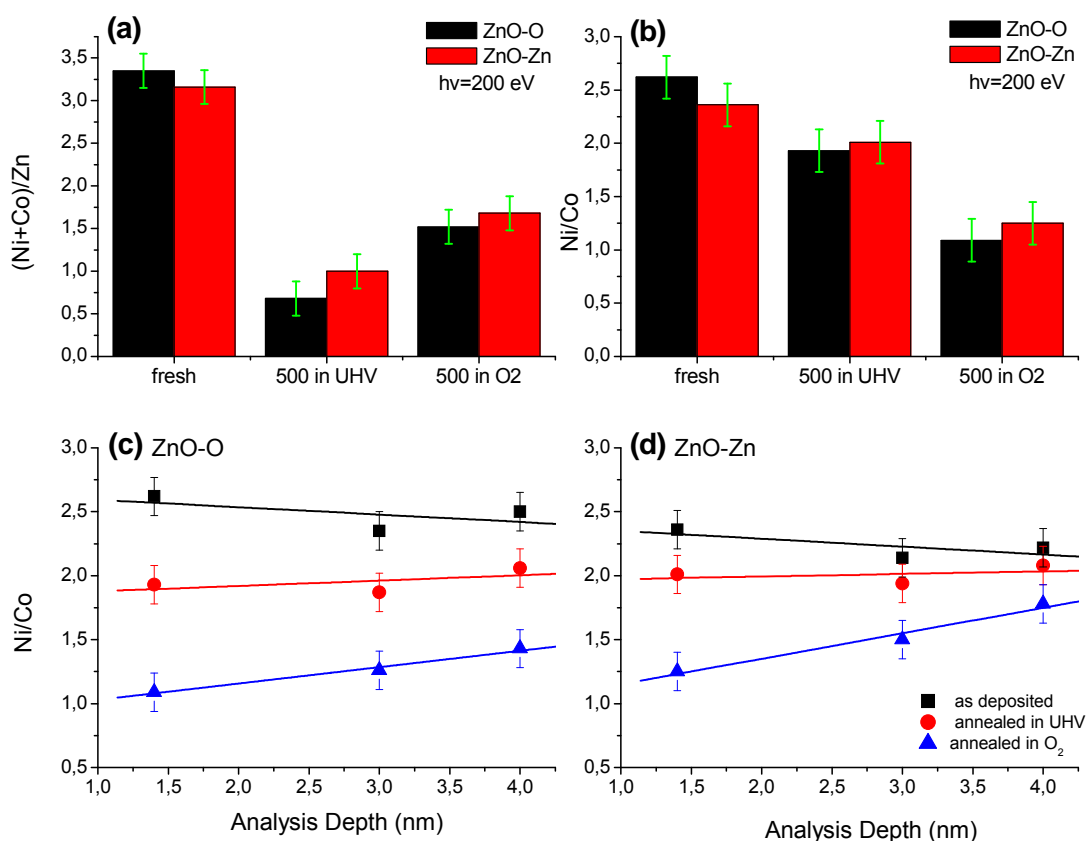 (a)
ZnO-O
ZnO-Zn
hν=200 eV
(Ni+Co)/Zn
3,5
3,0
2,5
2,0
1,5
1,0
0,5
0,0
fresh
500 in UHV
500 in O2
(b)
ZnO-O
ZnO-Zn
hν=200 eV
Ni/Co
3,0
2,5
2,0
1,5
1,0
0,5
0,0
fresh
500 in UHV
500 in O2
(c) ZnO-O
Ni/Co
3,0
2,5
2,0
1,5
1,0
0,5
1,0 1,5 2,0 2,5 3,0 3,5 4,0
Analysis Depth (nm)
(d) ZnO-Zn
3,0
2,5
2,0
1,5
1,0
0,5
as deposited
annealed in UHV
annealed in O₂
1,0 1,5 2,0 2,5 3,0 3,5 4,0
Analysis Depth (nm)